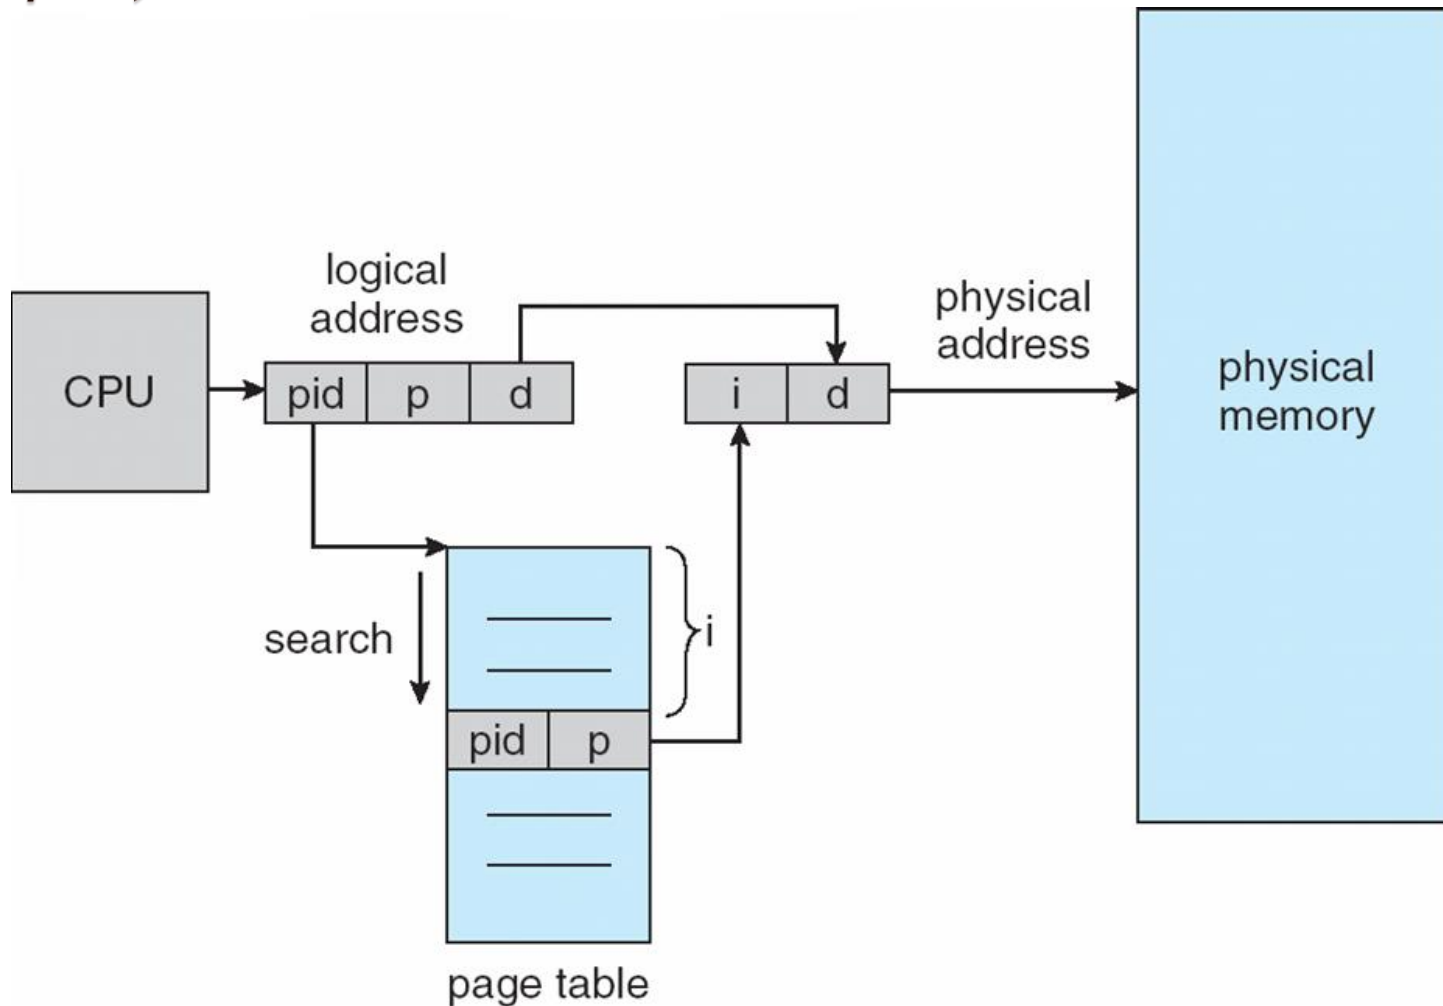 logical
address
physical
address
CPU
pid p d
i d
physical
memory
search
i
pid p
page table